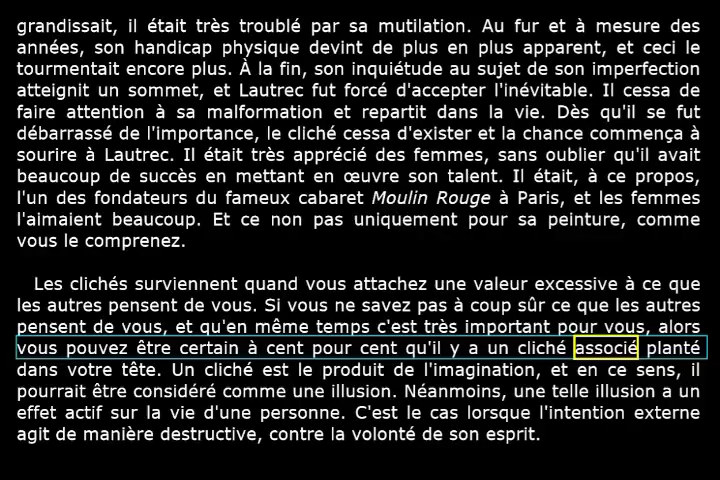 grandissait, il était très troublé par sa mutilation. Au fur et à mesure des
années, son handicap physique devint de plus en plus apparent, et ceci le
tourmentait encore plus. À la fin, son inquiétude au sujet de son imperfection
atteignit un sommet, et Lautrec fut forcé d'accepter l'inévitable. Il cessa de
faire attention à sa malformation et repartit dans la vie. Dès qu'il se fut
débarrassé de l'importance, le cliché cessa d'exister et la chance commença à
sourire à Lautrec. Il était très apprécié des femmes, sans oublier qu'il avait
beaucoup de succès en mettant en œuvre son talent. Il était, à ce propos,
l'un des fondateurs du fameux cabaret Moulin Rouge à Paris, et les femmes
l'aimaient beaucoup. Et ce non pas uniquement pour sa peinture, comme
vous le comprenez.
Les clichés surviennent quand vous attachez une valeur excessive à ce que
les autres pensent de vous. Si vous ne savez pas à coup sûr ce que les autres
pensent de vous, et qu'en même temps c'est très important pour vous, alors
vous pouvez être certain à cent pour cent qu'il y a un cliché associé planté
dans votre tête. Un cliché est le produit de l'imagination, et en ce sens, il
pourrait être considéré comme une illusion. Néanmoins, une telle illusion a un
effet actif sur la vie d'une personne. C'est le cas lorsque l'intention externe
agit de manière destructive, contre la volonté de son esprit.